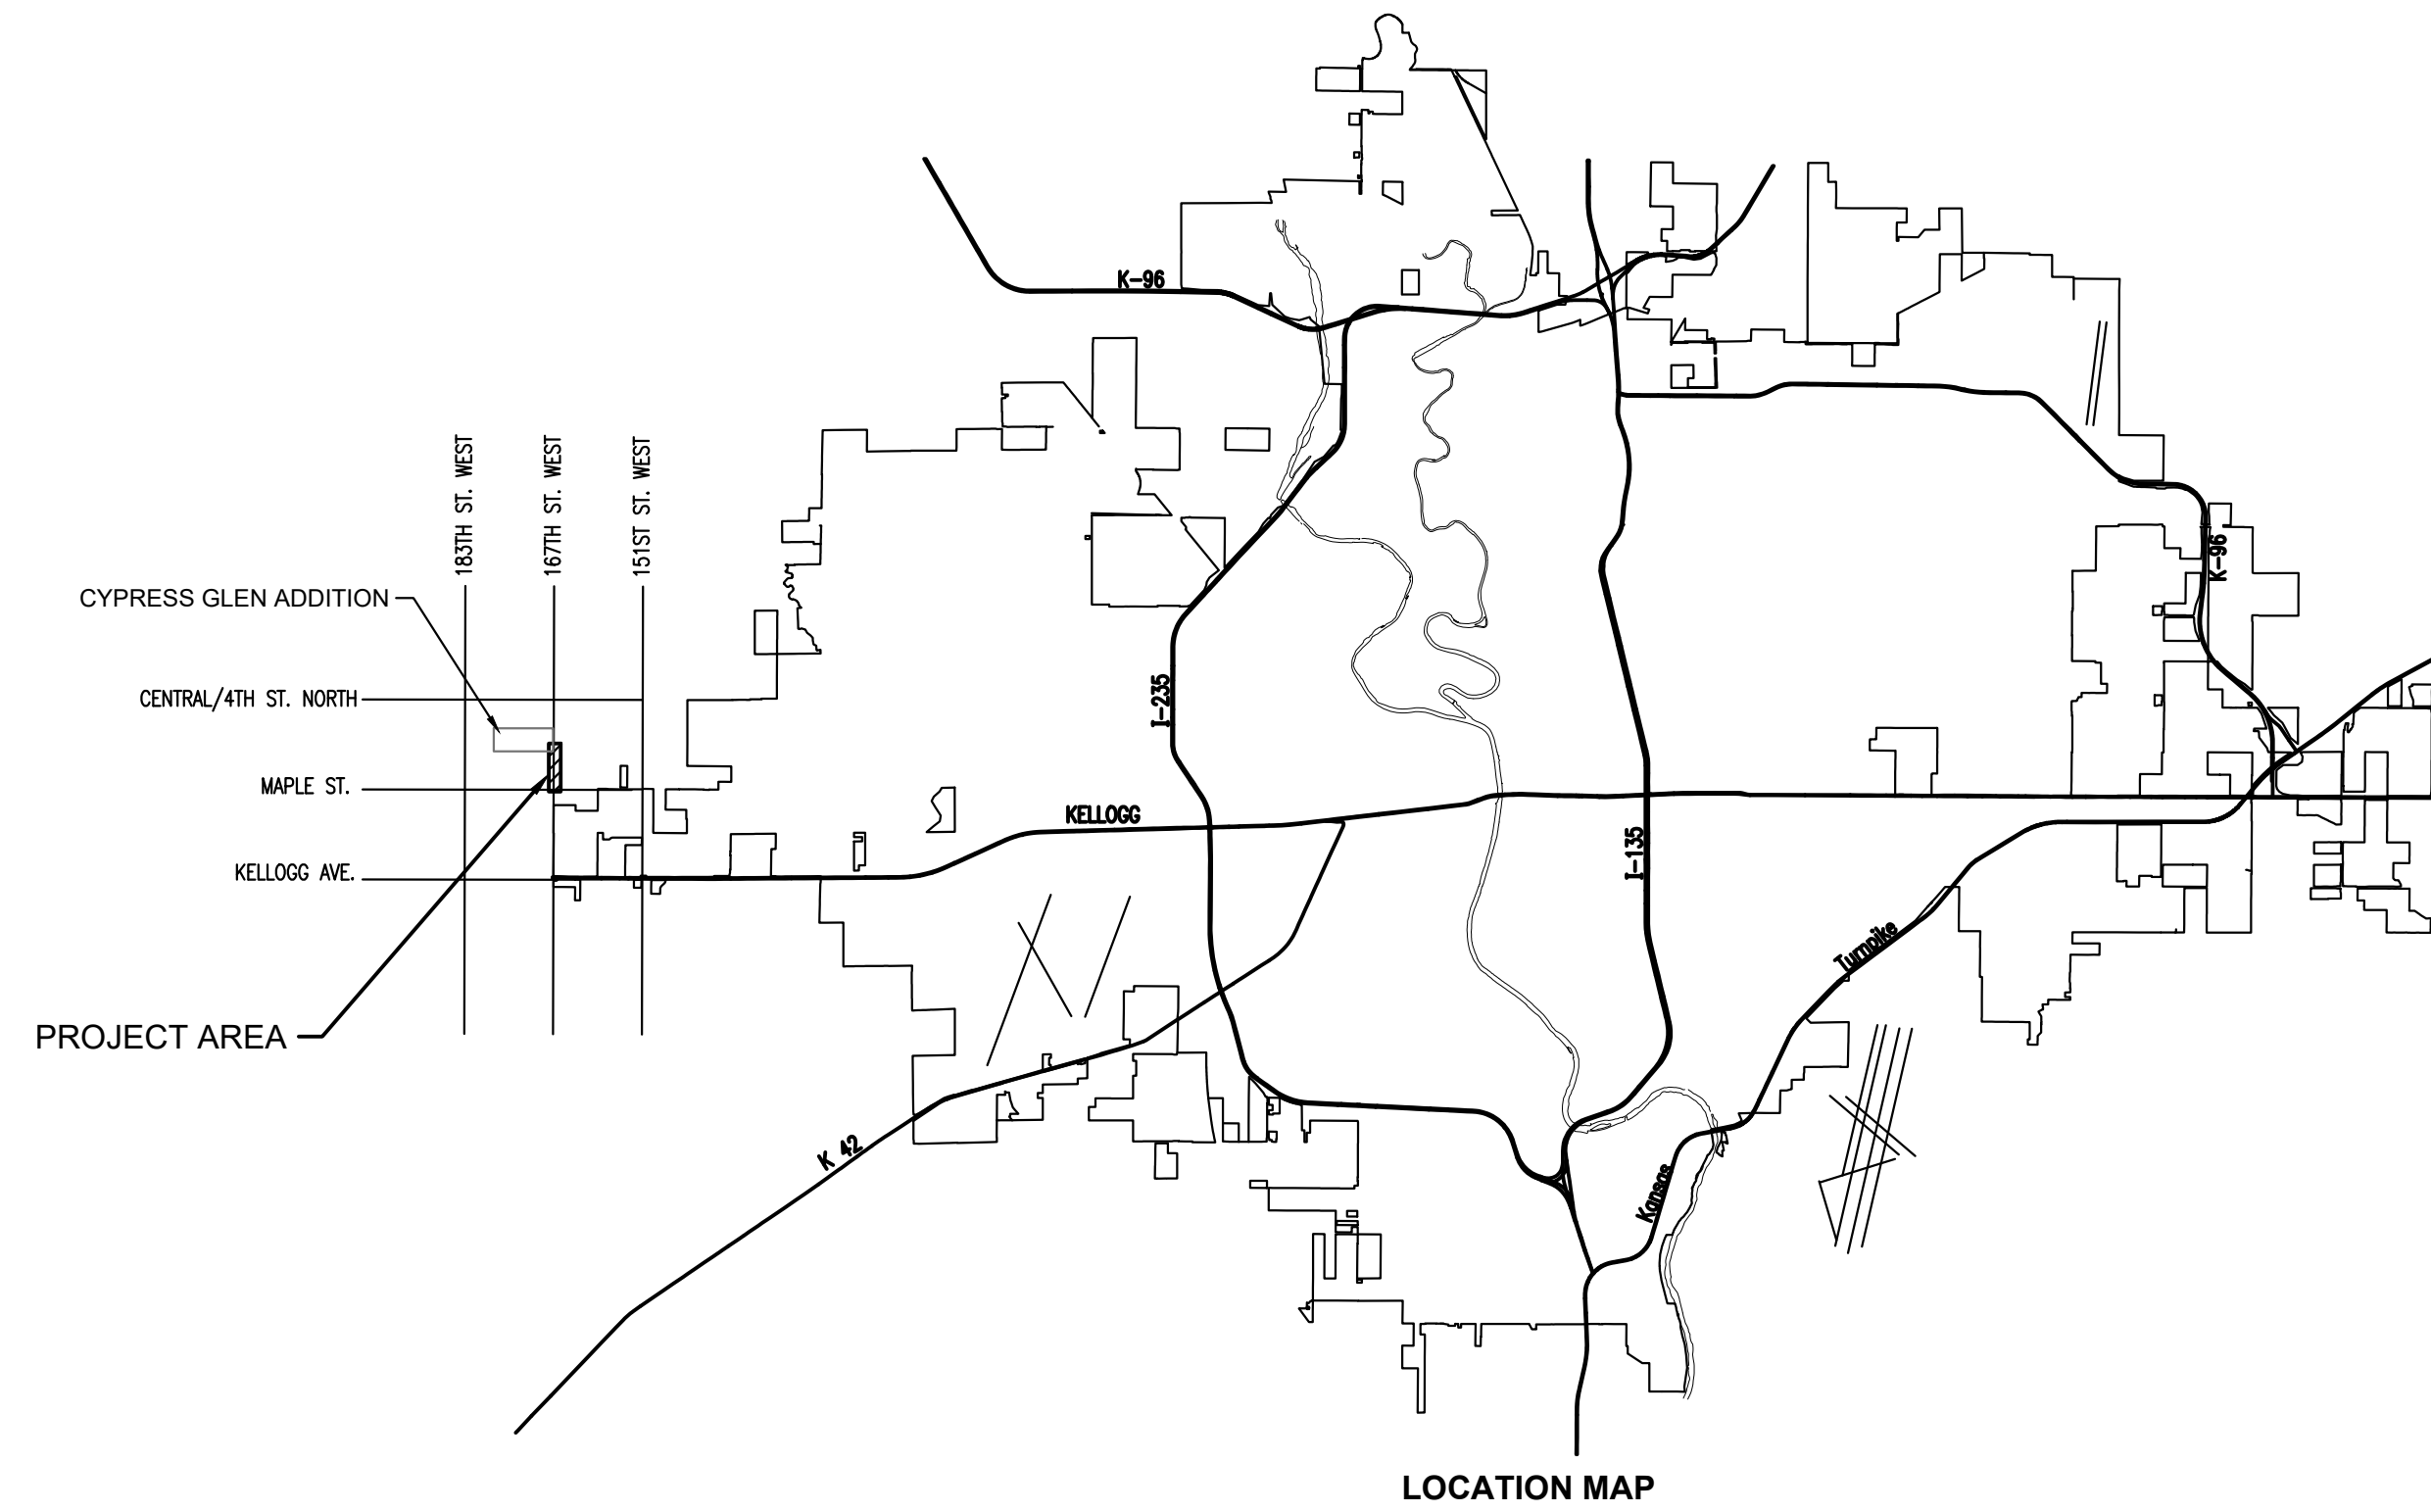 K-96
183TH ST. WEST
167TH ST. WEST
151ST ST. WEST
K-96
CYPRESS GLEN ADDITION
CENTRAL/4TH ST. NORTH
I-235
MAPLE ST.
KELLOGG
I-135
KELLOGG AVE.
Turnpike
PROJECT AREA
K 42
Kansas
LOCATION MAP